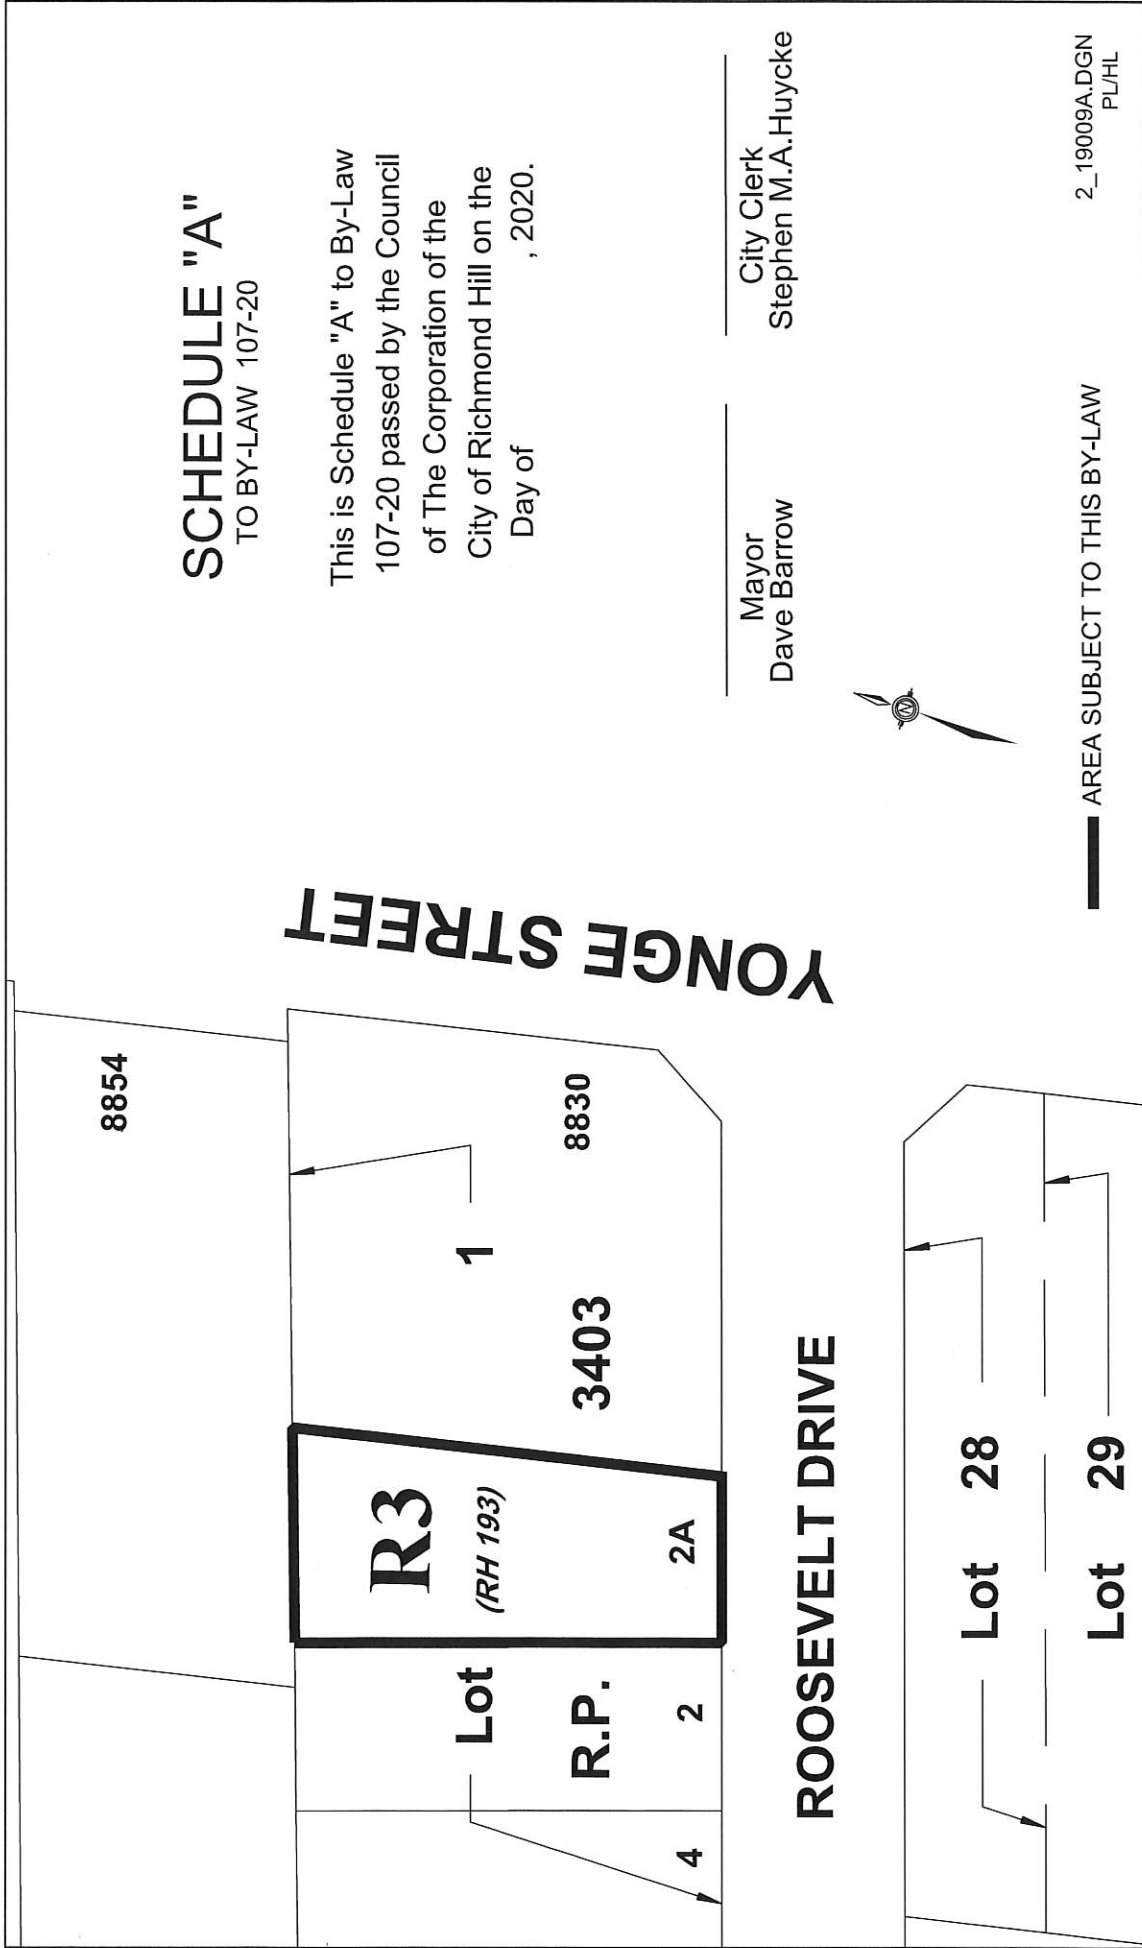 SCHEDULE "A"
TO BY-LAW 107-20
This is Schedule "A" to By-Law
107-20 passed by the Council
of The Corporation of the
City of Richmond Hill on the
Day of , 2020.
Mayor
Dave Barrow
City Clerk
Stephen M.A.Huycke
N
AREA SUBJECT TO THIS BY-LAW
2_19009A.DGN
PL/HL
YONGE STREET
8854
8830
Lot 1
R.P. 3403
R3
(RH 193)
4
2
2A
ROOSEVELT DRIVE
Lot 28
Lot 29